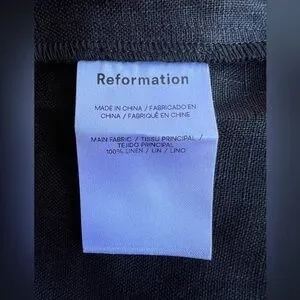 Reformation
MADE IN CHINA / FABRICADO EN
CHINA / FABRIQUÉ EN CHINE
MAIN FABRIC / TISSU PRINCIPAL /
TEJIDO PRINCIPAL
100% LINEN / LIN / LINO